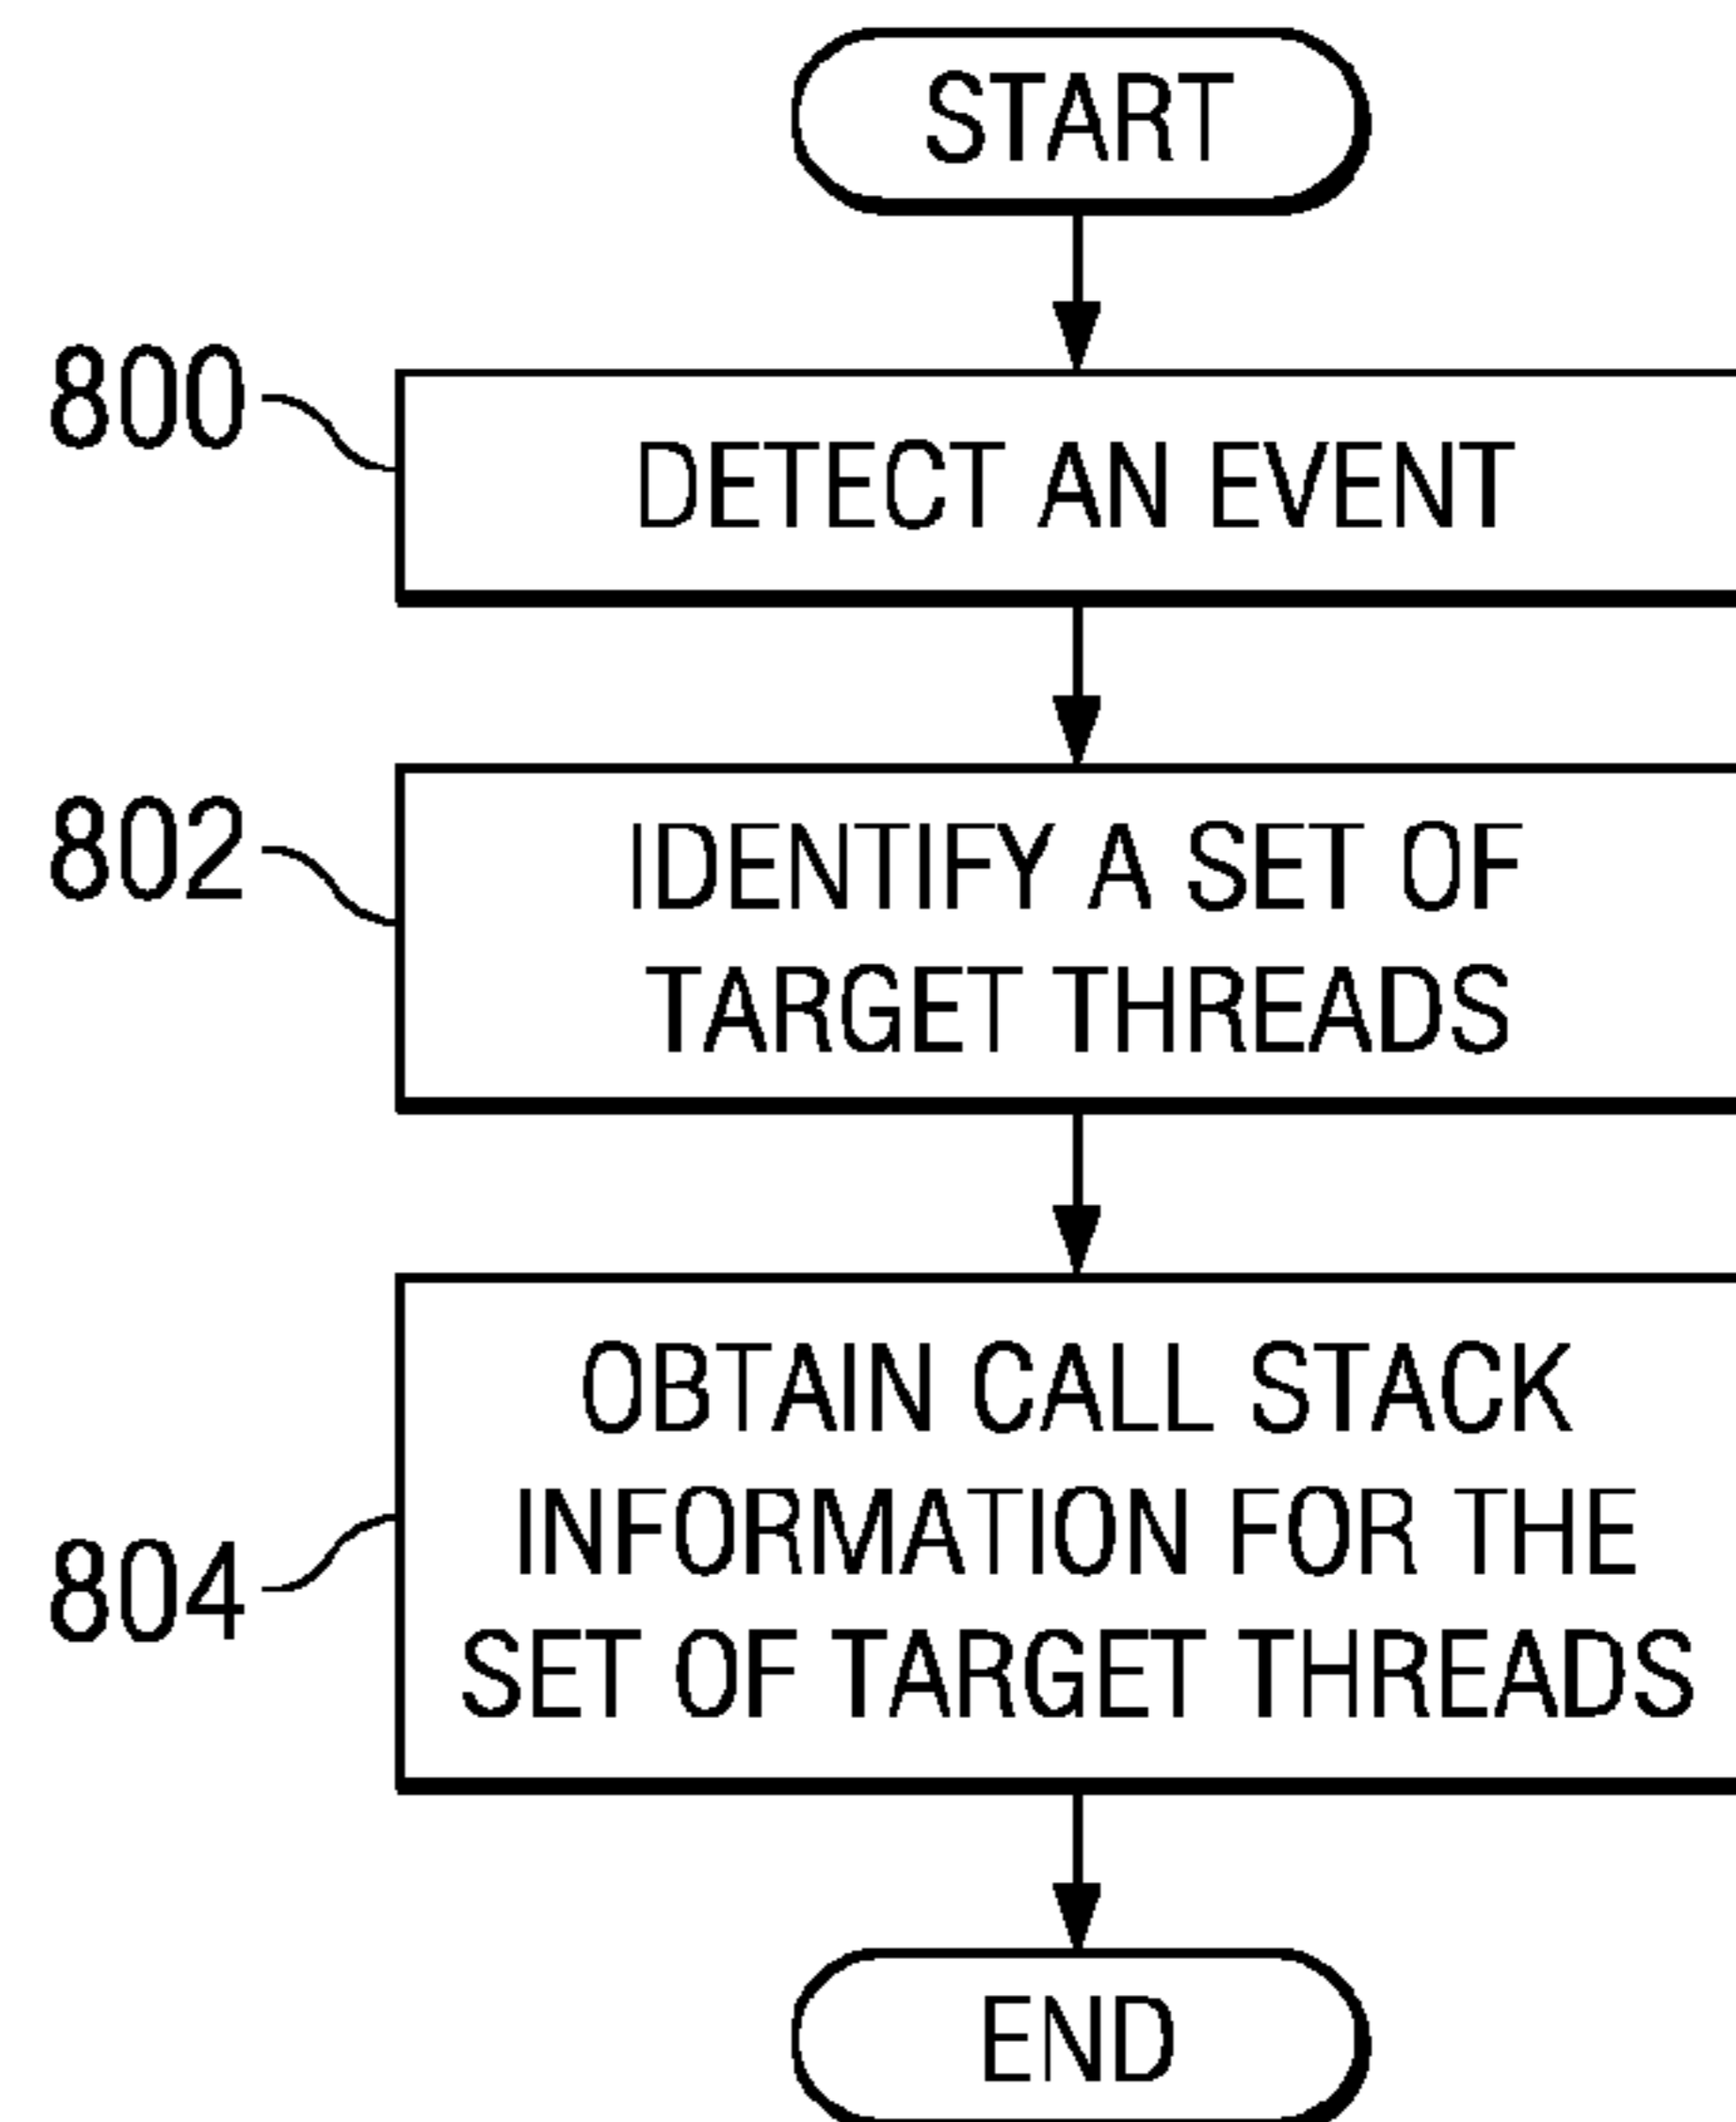 START
800
DETECT AN EVENT
802
IDENTIFY A SET OF
TARGET THREADS
804
OBTAIN CALL STACK
INFORMATION FOR THE
SET OF TARGET THREADS
END